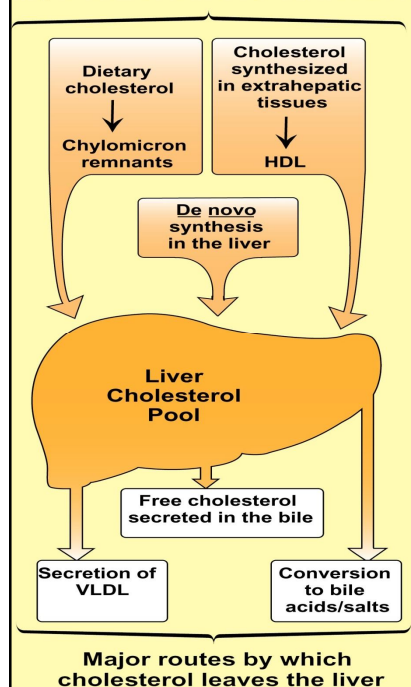 Dietary
cholesterol
Chylomicron
remnants
Cholesterol
synthesized
in extrahepatic
tissues
HDL
De novo
synthesis
in the liver
Liver
Cholesterol
Pool
Free cholesterol
secreted in the bile
Secretion of
VLDL
Conversion
to bile
acids/salts
Major routes by which
cholesterol leaves the liver